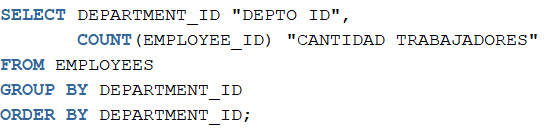 SELECT DEPARTMENT_ID "DEPTO ID",
COUNT(EMPLOYEE_ID) "CANTIDAD TRABAJADORES"
FROM EMPLOYEES
GROUP BY DEPARTMENT_ID
ORDER BY DEPARTMENT_ID;